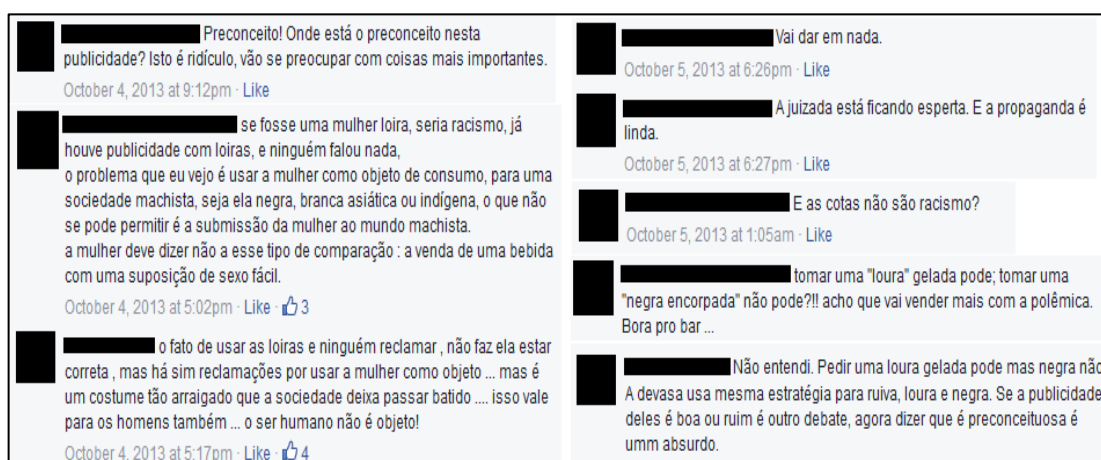 Preconceito! Onde está o preconceito nesta
publicidade? Isto é ridículo, vão se preocupar com coisas mais importantes.
October 4, 2013 at 9:12pm · Like
se fosse uma mulher loira, seria racismo, já
houve publicidade com loiras, e ninguém falou nada,
o problema que eu vejo é usar a mulher como objeto de consumo, para uma
sociedade machista, seja ela negra, branca asiática ou indígena, o que não
se pode permitir é a submissão da mulher ao mundo machista.
a mulher deve dizer não a esse tipo de comparação : a venda de uma bebida
com uma suposição de sexo fácil.
October 4, 2013 at 5:02pm · Like · 3
o fato de usar as loiras e ninguém reclamar , não faz ela estar
correta , mas há sim reclamações por usar a mulher como objeto ... mas é
um costume tão arraigado que a sociedade deixa passar batido .... isso vale
para os homens também ... o ser humano não é objeto!
October 4, 2013 at 5:17pm · Like · 4
Vai dar em nada.
October 5, 2013 at 6:26pm · Like
A juizada está ficando esperta. E a propaganda é
linda.
October 5, 2013 at 6:27pm · Like
E as cotas não são racismo?
October 5, 2013 at 1:05am · Like
tomar uma "loura" gelada pode; tomar uma
"negra encorpada" não pode?!! acho que vai vender mais com a polêmica.
Bora pro bar ...
Não entendi. Pedir uma loura gelada pode mas negra não
A devasa usa mesma estratégia para ruiva, loura e negra. Se a publicidade
deles é boa ou ruim é outro debate, agora dizer que é preconceituosa é
umm absurdo.